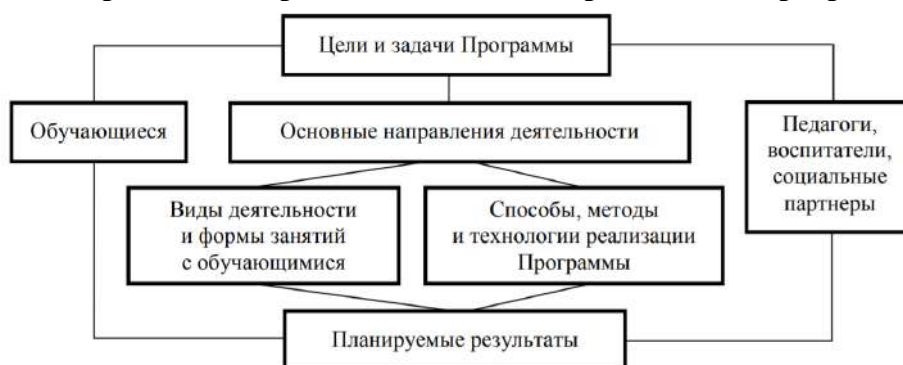 Цели и задачи Программы
Обучающиеся
Основные направления деятельности
Педагоги,
воспитатели,
социальные
партнеры
Виды деятельности
и формы занятий
с обучающимися
Способы, методы
и технологии реализации
Программы
Планируемые результаты